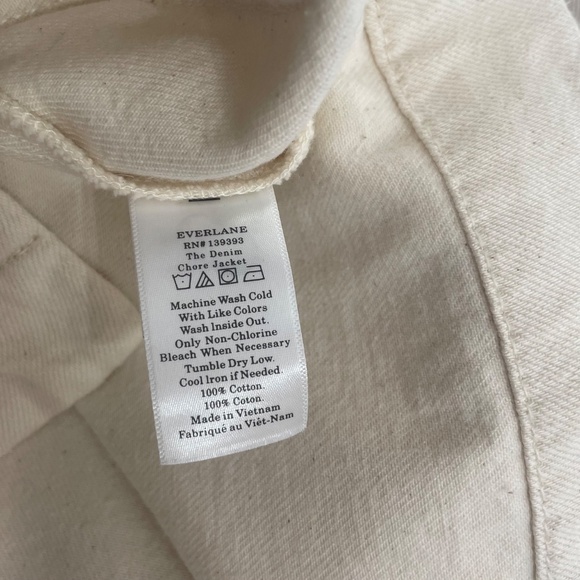 EVERLANE
RN# 139393
The Denim
Chore Jacket
Machine Wash Cold
With Like Colors
Wash Inside Out.
Only Non-Chlorine
Bleach When Necessary
Tumble Dry Low.
Cool Iron if Needed.
100% Cotton.
100% Coton.
Made in Vietnam
Fabriqué au Viêt-Nam